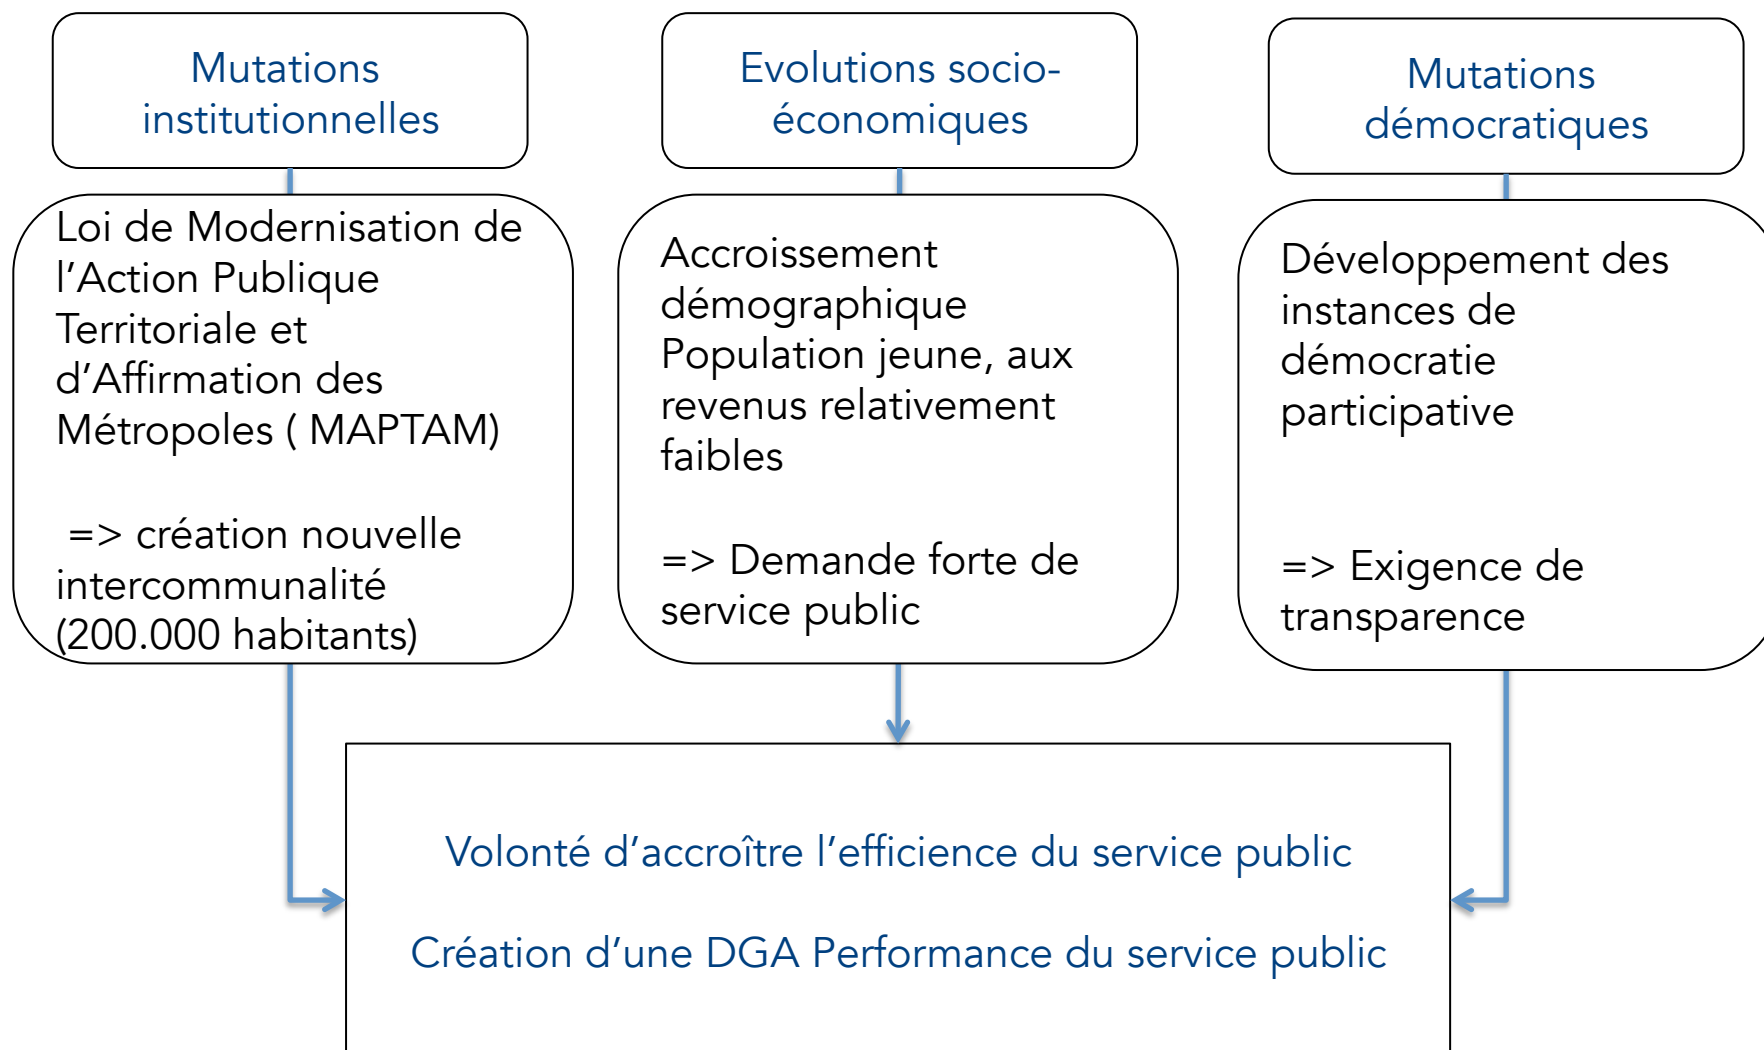 Mutations
institutionnelles
Loi de Modernisation de
l’Action Publique
Territoriale et
d’Affirmation des
Métropoles ( MAPTAM)
=> création nouvelle
intercommunalité
(200.000 habitants)
Evolutions socio-
économiques
Accroissement
démographique
Population jeune, aux
revenus relativement
faibles
=> Demande forte de
service public
Mutations
démocratiques
Développement des
instances de
démocratie
participative
=> Exigence de
transparence
Volonté d’accroître l’efficience du service public
Création d’une DGA Performance du service public